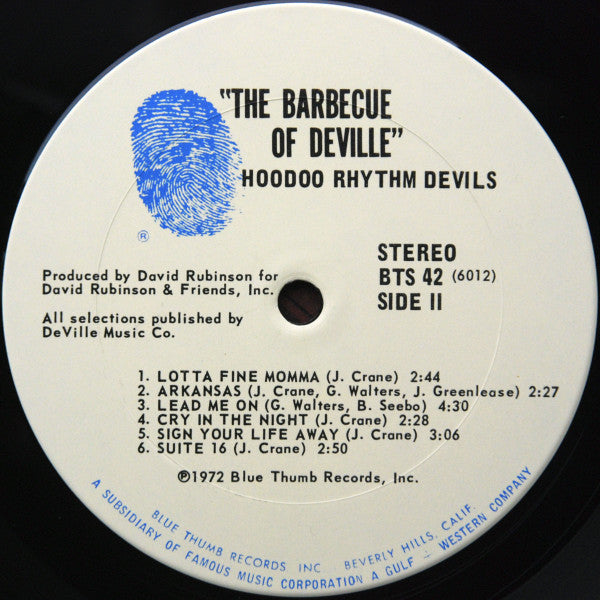 "THE BARBECUE
OF DEVILLE"
HOODOO RHYTHM DEVILS
®
STEREO
BTS 42 (6012)
SIDE II
Produced by David Rubinson for
David Rubinson & Friends, Inc.
All selections published by
DeVille Music Co.
1. LOTTA FINE MOMMA (J. Crane) 2:44
2. ARKANSAS (J. Crane, G. Walters, J. Greenlease) 2:27
3. LEAD ME ON (G. Walters, B. Seebo) 4:30
4. CRY IN THE NIGHT (J. Crane) 2:28
5. SIGN YOUR LIFE AWAY (J. Crane) 3:06
6. SUITE 16 (J. Crane) 2:50
℗1972 Blue Thumb Records, Inc.
BLUE THUMB RECORDS INC BEVERLY HILLS, CALIF.
A SUBSIDIARY OF FAMOUS MUSIC CORPORATION A GULF + WESTERN COMPANY